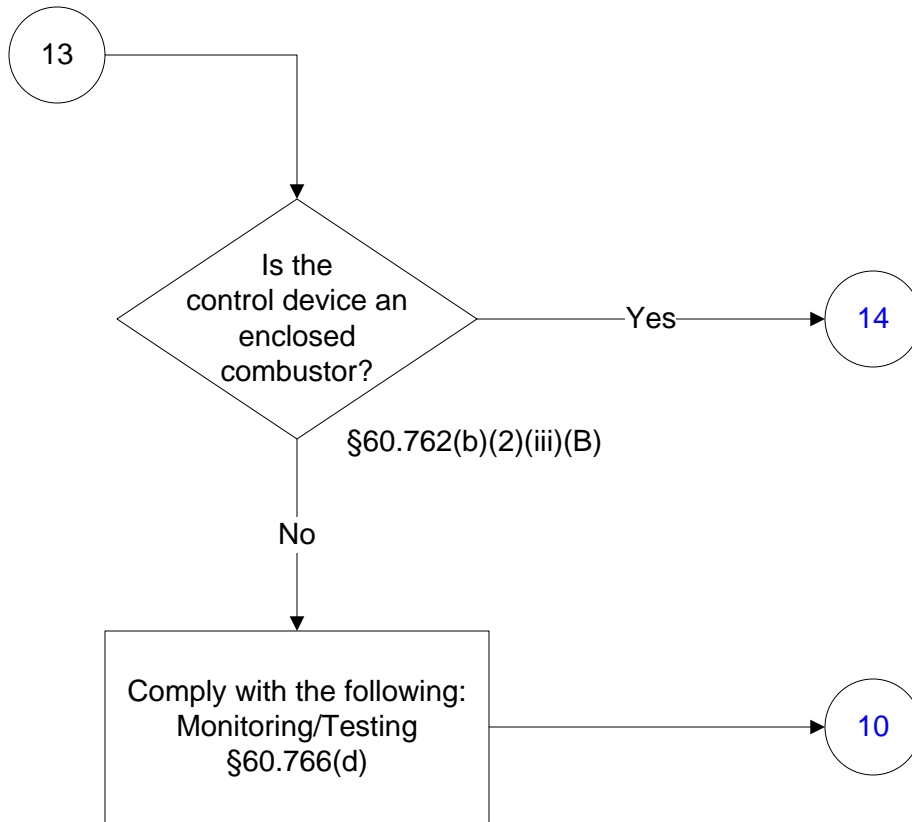 13
Is the
control device an
enclosed
combustor?
Yes
14
§60.762(b)(2)(iii)(B)
No
Comply with the following:
Monitoring/Testing
§60.766(d)
10